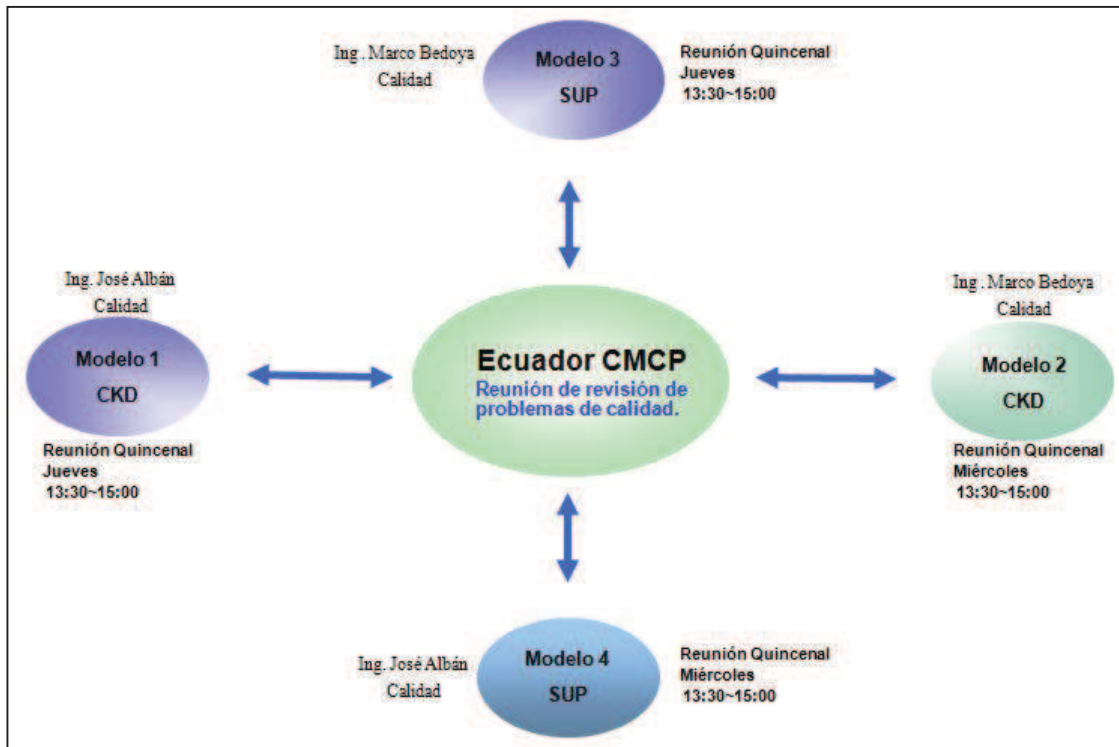 Ing . Marco Bedoya
Calidad
Modelo 3
SUP
Reunión Quincenal
Jueves
13:30~15:00
Ing. José Albán
Calidad
Modelo 1
CKD
Reunión Quincenal
Jueves
13:30~15:00
Ecuador CMCP
Reunión de revisión de
problemas de calidad.
Ing . Marco Bedoya
Calidad
Modelo 2
CKD
Reunión Quincenal
Miércoles
13:30~15:00
Ing. José Albán
Calidad
Modelo 4
SUP
Reunión Quincenal
Miércoles
13:30~15:00